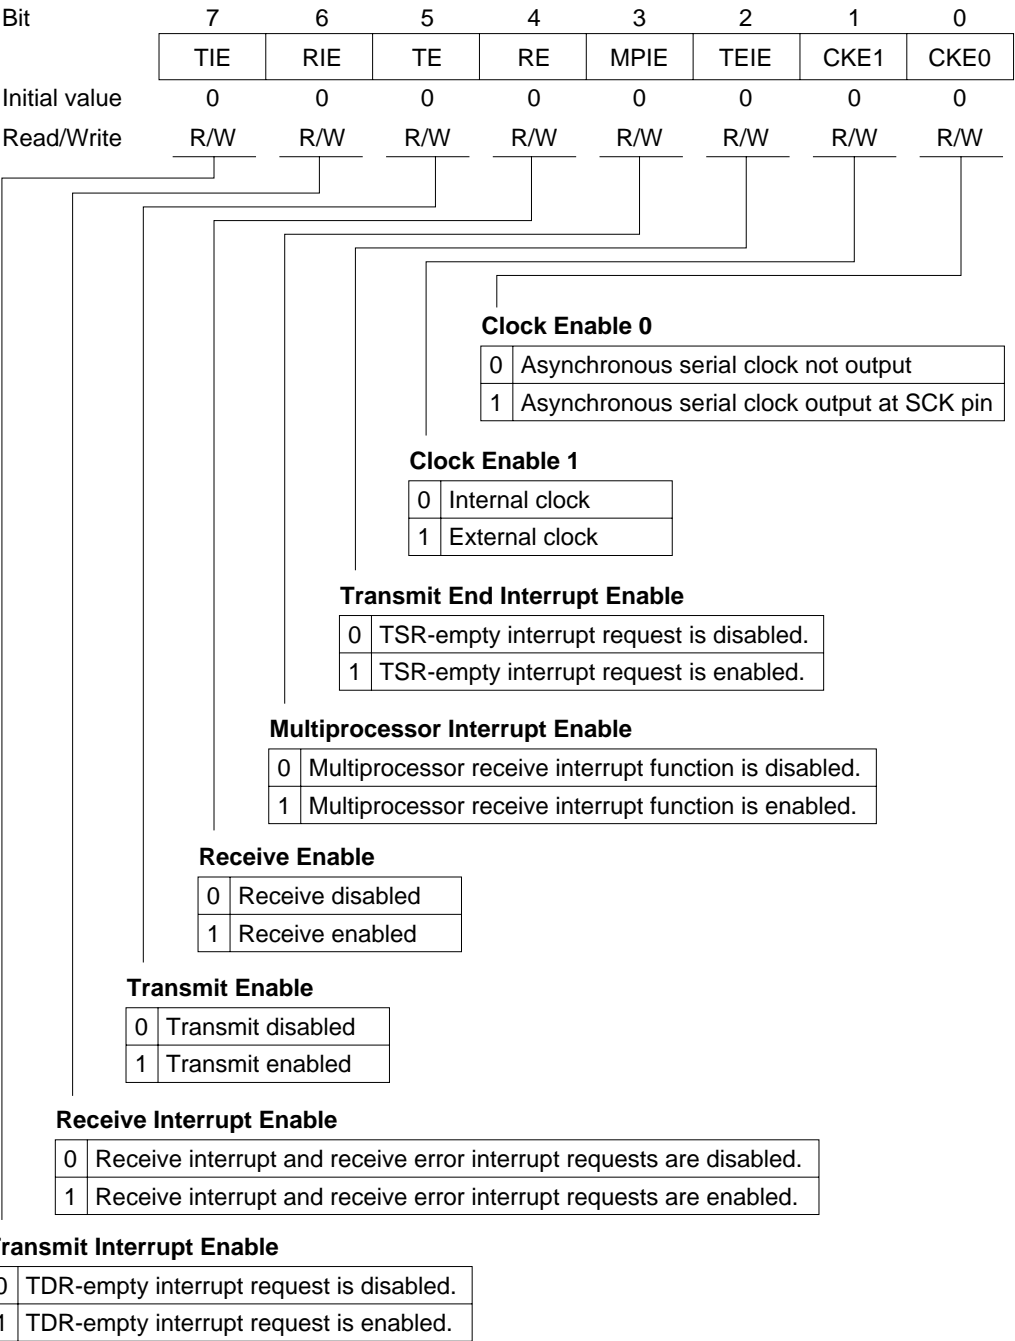 Bit 7 6 5 4 3 2 1 0
TIE RIE TE RE MPIE TEIE CKE1 CKE0
Initial value 0 0 0 0 0 0 0 0
Read/Write R/W R/W R/W R/W R/W R/W R/W R/W
Clock Enable 0
0 Asynchronous serial clock not output
1 Asynchronous serial clock output at SCK pin
Clock Enable 1
0 Internal clock
1 External clock
Transmit End Interrupt Enable
0 TSR-empty interrupt request is disabled.
1 TSR-empty interrupt request is enabled.
Multiprocessor Interrupt Enable
0 Multiprocessor receive interrupt function is disabled.
1 Multiprocessor receive interrupt function is enabled.
Receive Enable
0 Receive disabled
1 Receive enabled
Transmit Enable
0 Transmit disabled
1 Transmit enabled
Receive Interrupt Enable
0 Receive interrupt and receive error interrupt requests are disabled.
1 Receive interrupt and receive error interrupt requests are enabled.
Transmit Interrupt Enable
0 TDR-empty interrupt request is disabled.
1 TDR-empty interrupt request is enabled.